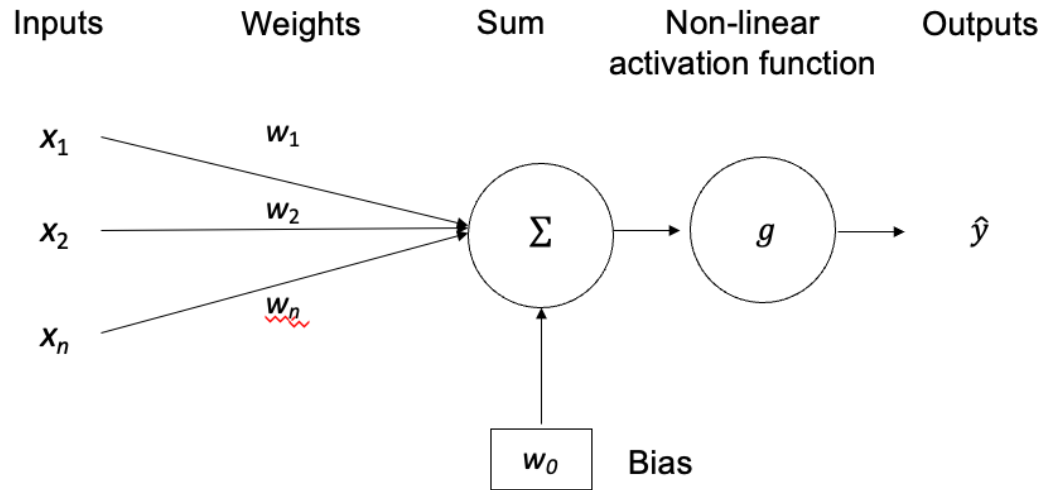 Inputs
Weights
Sum
Non-linear
activation function
Outputs
x₁
w₁
x₂
w₂
Σ
g
ŷ
wₙ
xₙ
w₀
Bias